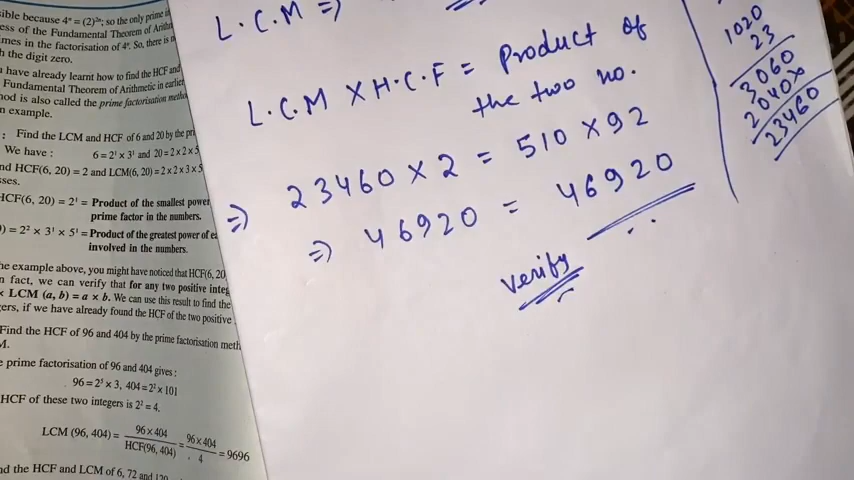 sible because 4ⁿ = (2)²ⁿ; so the only prime
ess of the Fundamental Theorem of
mes in the factorisation of 4ⁿ. So, there is
h the digit zero.
have already learnt how to find the HCF and
Fundamental Theorem of Arithmetic in earlier
hod is also called the prime factorisation
n example.
: Find the LCM and HCF of 6 and 20 by the
We have : 6 = 2¹ × 3¹ and 20 = 2 × 2 × 5
nd HCF(6, 20) = 2 and LCM(6, 20) = 2 × 2 × 3 × 5
sses.
HCF(6, 20) = 2¹ = Product of the smallest power
prime factor in the numbers.
) = 2² × 3¹ × 5¹ = Product of the greatest power of
involved in the numbers.
he example above, you might have noticed that HCF(6, 20
n fact, we can verify that for any two positive
× LCM (a, b) = a × b. We can use this result to find the
gers, if we have already found the HCF of the two positive
Find the HCF of 96 and 404 by the prime factorisation
M.
e prime factorisation of 96 and 404 gives :
96 = 2⁵ × 3, 404 = 2² × 101
HCF of these two integers is 2² = 4.
LCM (96, 404) = 96 × 404 / HCF(96, 404) = 96 × 404 / 4 = 9696
nd the HCF and LCM of 6, 72 and 120
L.C.M ⇒
L.C.M × H.C.F = Product of
the two no.
⇒ 23460 × 2 = 510 × 92
⇒ 46920 = 46920
verify
1020
23
3060
2040×
23460